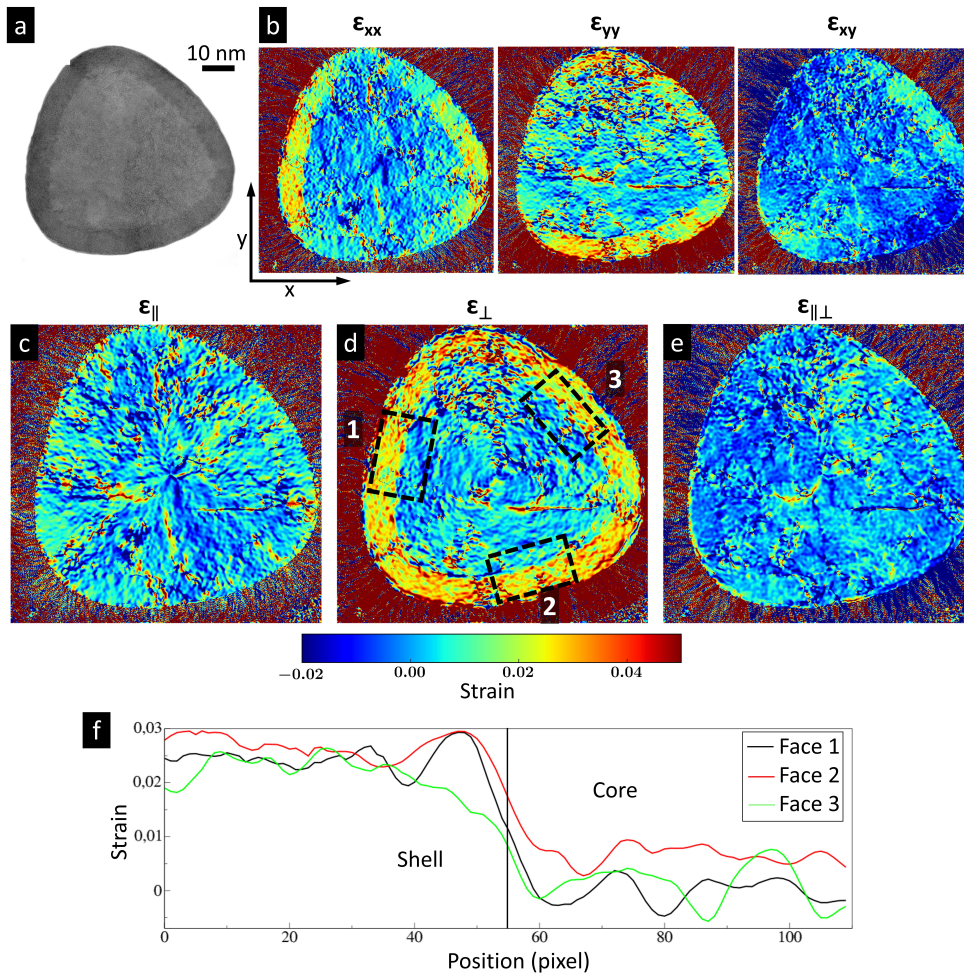 a
10 nm
b
εxx
εyy
εxy
y
x
ε∥
ε⊥
ε∥⊥
c
d
e
1
2
3
−0.02
0.00
0.02
0.04
Strain
f
0.03
0.02
0,01
0
Strain
Shell
Core
Face 1
Face 2
Face 3
0
20
40
60
80
100
Position (pixel)